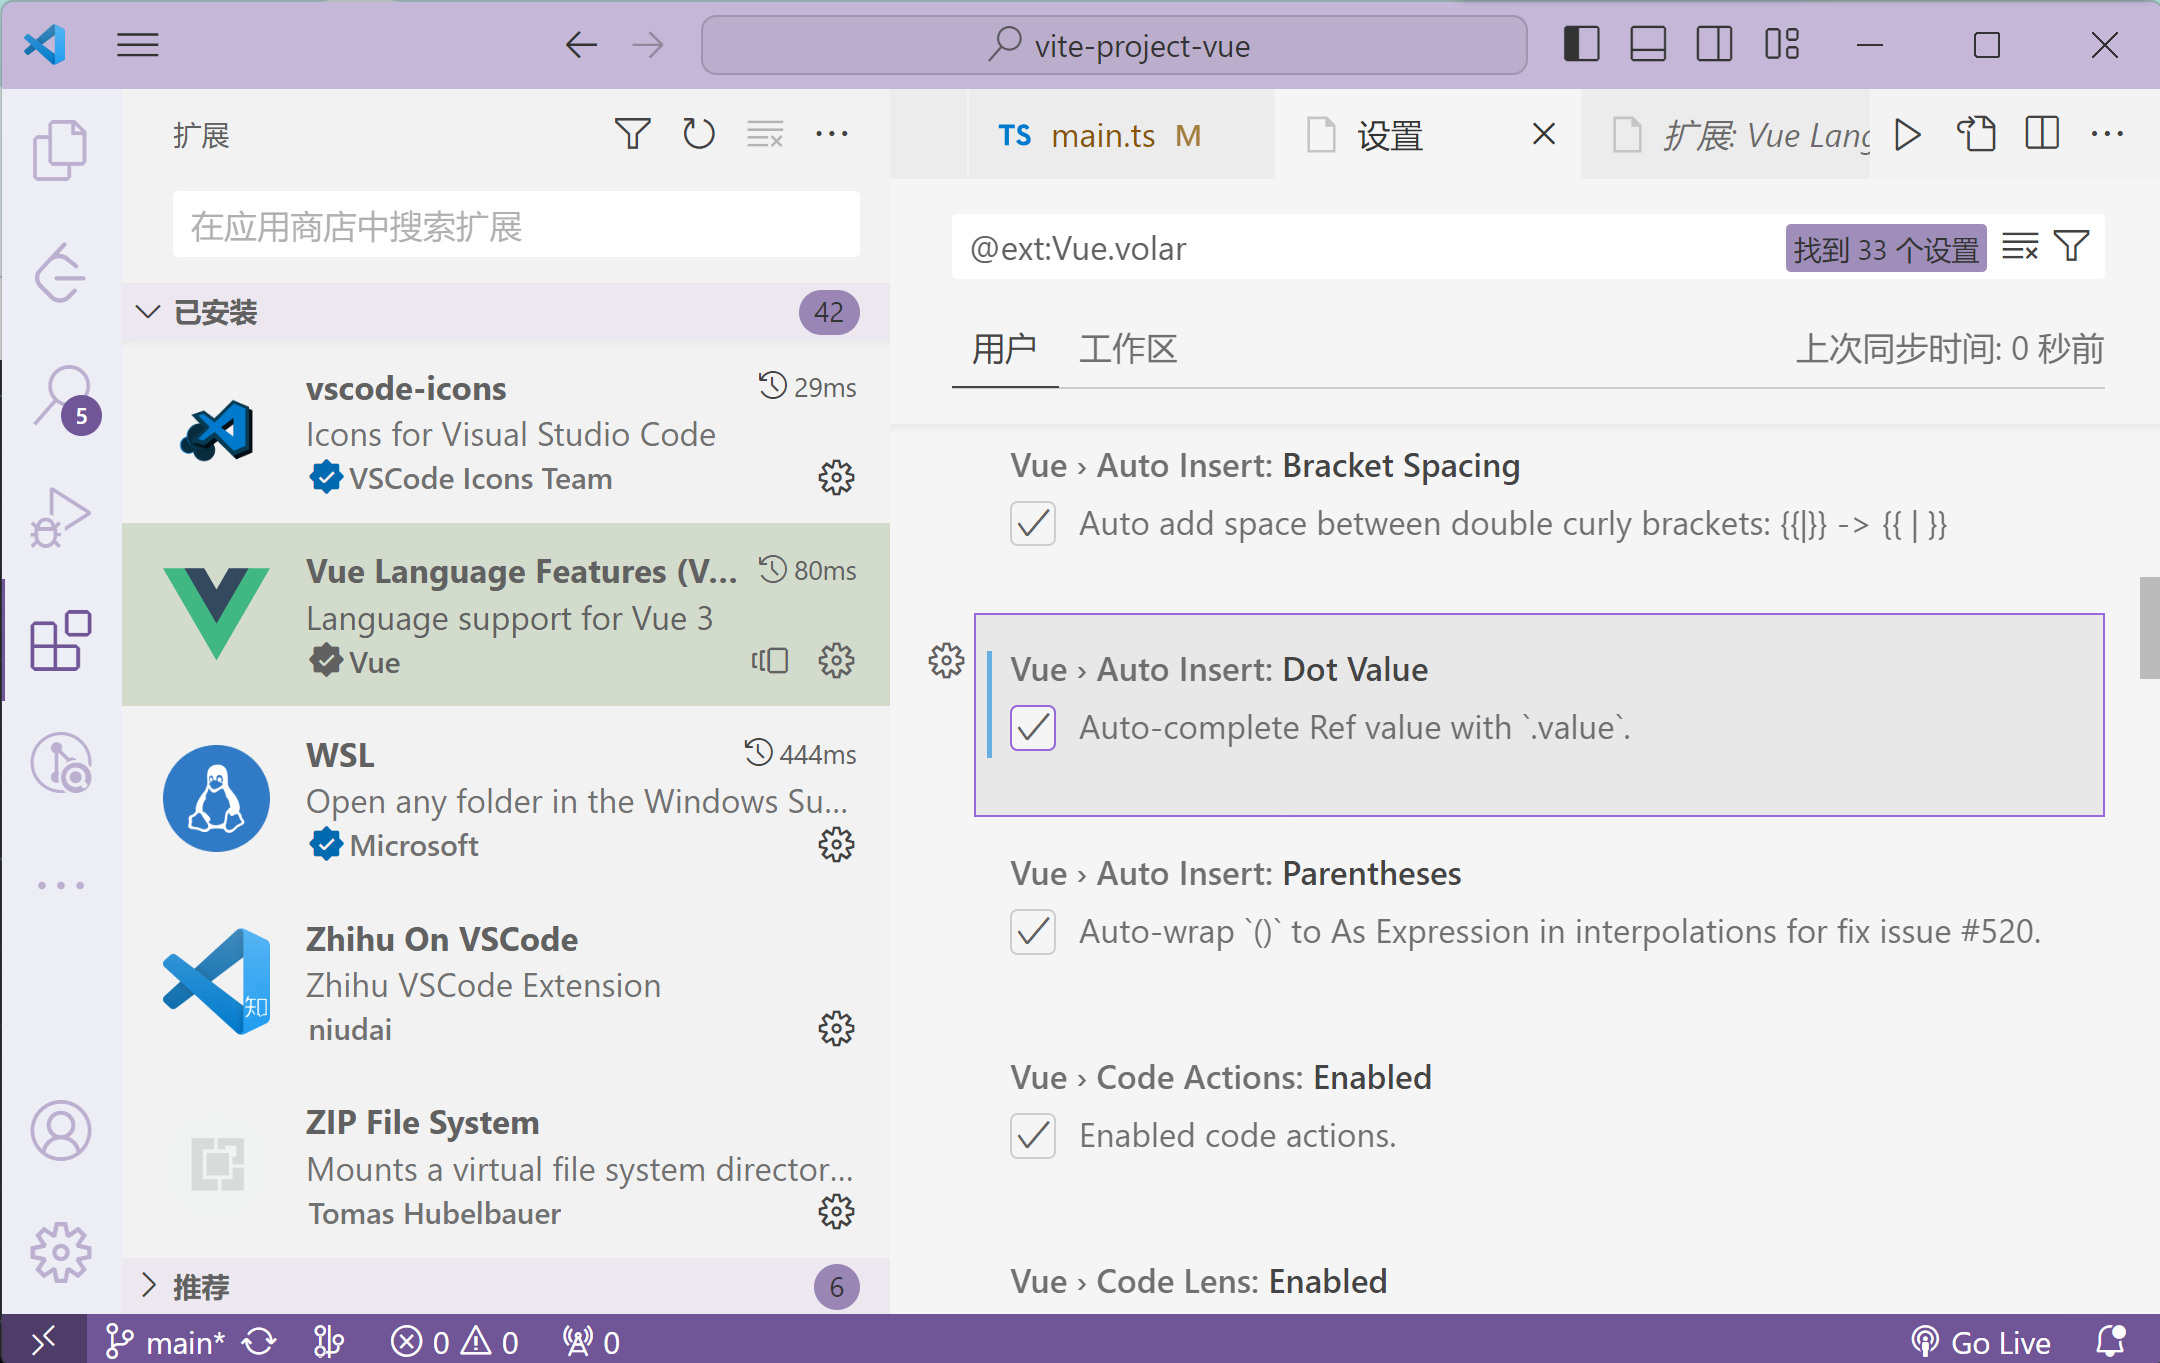 vite-project-vue
扩展
在应用商店中搜索扩展
已安装
42
vscode-icons
29ms
Icons for Visual Studio Code
VSCode Icons Team
Vue Language Features (V...
80ms
Language support for Vue 3
Vue
WSL
444ms
Open any folder in the Windows Su...
Microsoft
Zhihu On VSCode
Zhihu VSCode Extension
知
niudai
ZIP File System
Mounts a virtual file system director...
Tomas Hubelbauer
推荐
6
5
TS main.ts M
设置
扩展: Vue Lang
@ext:Vue.volar
找到 33 个设置
用户
工作区
上次同步时间: 0 秒前
Vue › Auto Insert: Bracket Spacing
Auto add space between double curly brackets: {{|}} -> {{ | }}
Vue › Auto Insert: Dot Value
Auto-complete Ref value with `.value`.
Vue › Auto Insert: Parentheses
Auto-wrap `()` to As Expression in interpolations for fix issue #520.
Vue › Code Actions: Enabled
Enabled code actions.
Vue › Code Lens: Enabled
main*
0
0
0
Go Live